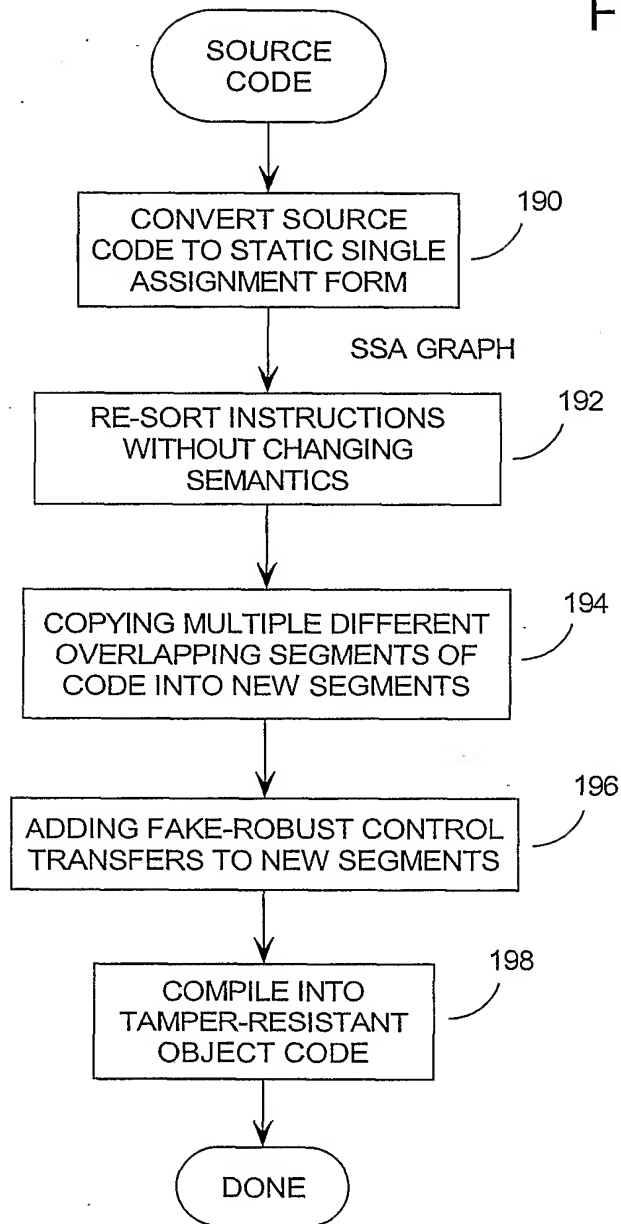 SOURCE
CODE
190
CONVERT SOURCE
CODE TO STATIC SINGLE
ASSIGNMENT FORM
SSA GRAPH
192
RE-SORT INSTRUCTIONS
WITHOUT CHANGING
SEMANTICS
194
COPYING MULTIPLE DIFFERENT
OVERLAPPING SEGMENTS OF
CODE INTO NEW SEGMENTS
196
ADDING FAKE-ROBUST CONTROL
TRANSFERS TO NEW SEGMENTS
198
COMPILE INTO
TAMPER-RESISTANT
OBJECT CODE
DONE